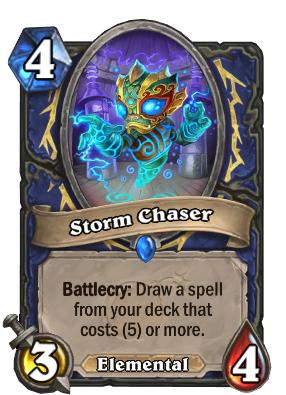 4
Storm Chaser
Battlecry: Draw a spell
from your deck that
costs (5) or more.
3
Elemental
4